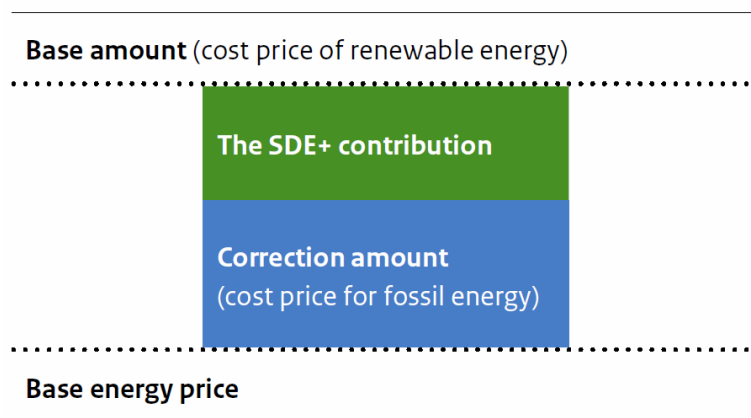 Base amount (cost price of renewable energy)
The SDE+ contribution
Correction amount
(cost price for fossil energy)
Base energy price